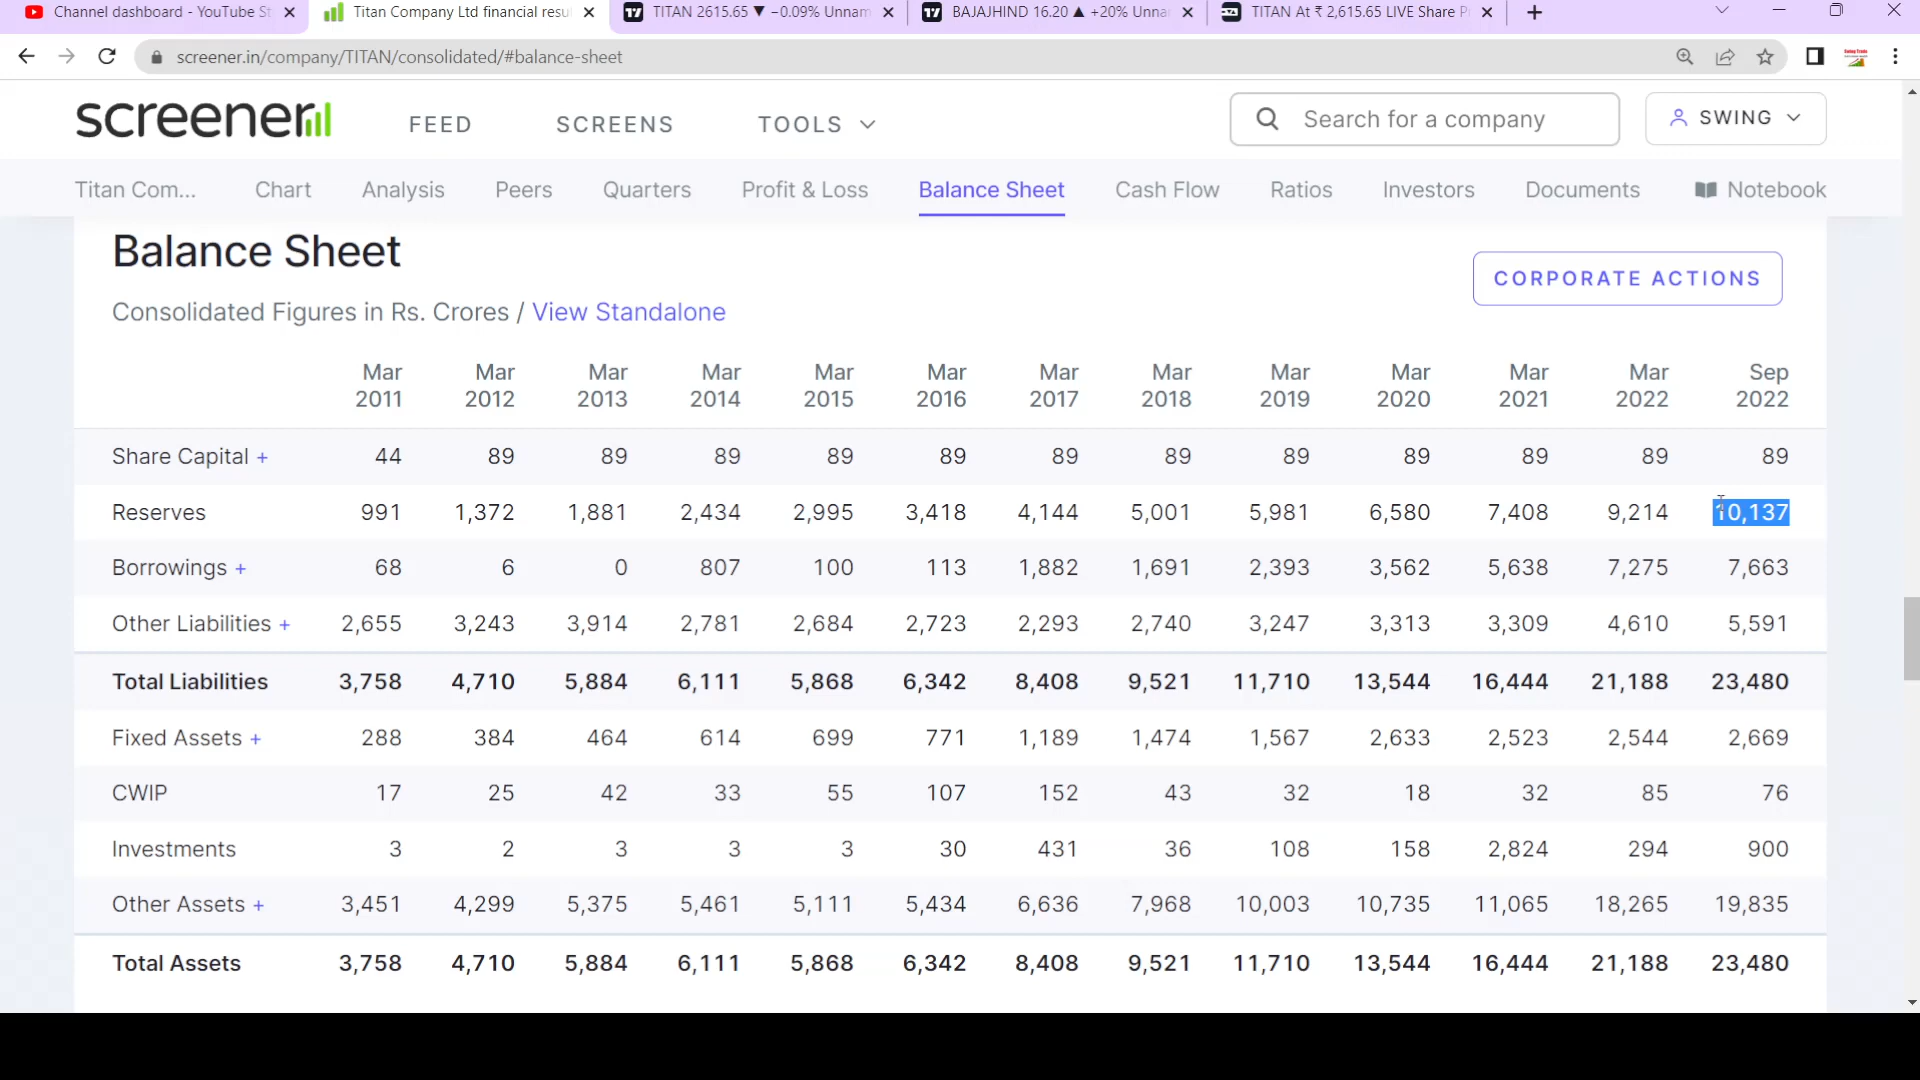 Channel dashboard - YouTube St
Titan Company Ltd financial resu
TITAN 2615.65 ▼ −0.09% Unnam
BAJAJHIND 16.20 ▲ +20% Unna
TITAN At ₹ 2,615.65 LIVE Share P
screener.in/company/TITAN/consolidated/#balance-sheet
screener
FEED SCREENS TOOLS
Search for a company
SWING
Titan Com... Chart Analysis Peers Quarters Profit & Loss Balance Sheet Cash Flow Ratios Investors Documents Notebook
Balance Sheet
CORPORATE ACTIONS
Consolidated Figures in Rs. Crores / View Standalone
Mar 2011 Mar 2012 Mar 2013 Mar 2014 Mar 2015 Mar 2016 Mar 2017 Mar 2018 Mar 2019 Mar 2020 Mar 2021 Mar 2022 Sep 2022
Share Capital + 44 89 89 89 89 89 89 89 89 89 89 89 89
Reserves 991 1,372 1,881 2,434 2,995 3,418 4,144 5,001 5,981 6,580 7,408 9,214 10,137
Borrowings + 68 6 0 807 100 113 1,882 1,691 2,393 3,562 5,638 7,275 7,663
Other Liabilities + 2,655 3,243 3,914 2,781 2,684 2,723 2,293 2,740 3,247 3,313 3,309 4,610 5,591
Total Liabilities 3,758 4,710 5,884 6,111 5,868 6,342 8,408 9,521 11,710 13,544 16,444 21,188 23,480
Fixed Assets + 288 384 464 614 699 771 1,189 1,474 1,567 2,633 2,523 2,544 2,669
CWIP 17 25 42 33 55 107 152 43 32 18 32 85 76
Investments 3 2 3 3 3 30 431 36 108 158 2,824 294 900
Other Assets + 3,451 4,299 5,375 5,461 5,111 5,434 6,636 7,968 10,003 10,735 11,065 18,265 19,835
Total Assets 3,758 4,710 5,884 6,111 5,868 6,342 8,408 9,521 11,710 13,544 16,444 21,188 23,480